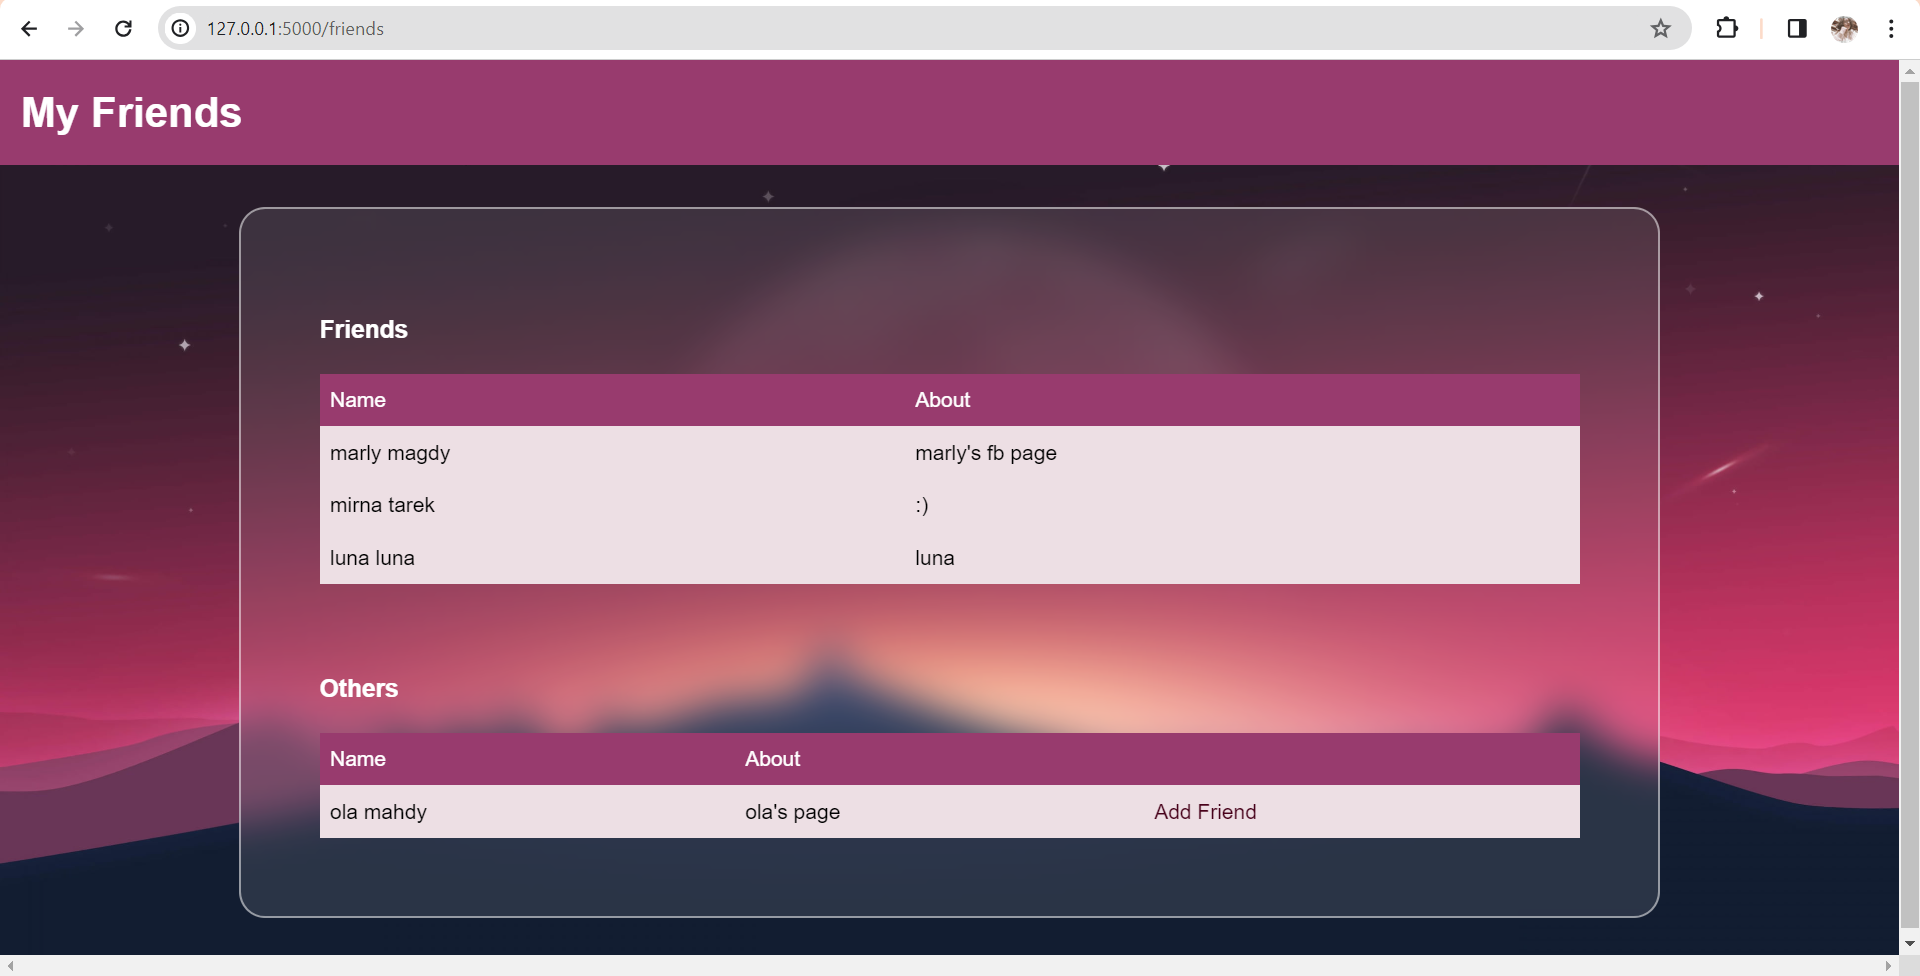 127.0.0.1:5000/friends
My Friends
Friends
Name About
marly magdy marly's fb page
mirna tarek :)
luna luna luna
Others
Name About
ola mahdy ola's page Add Friend